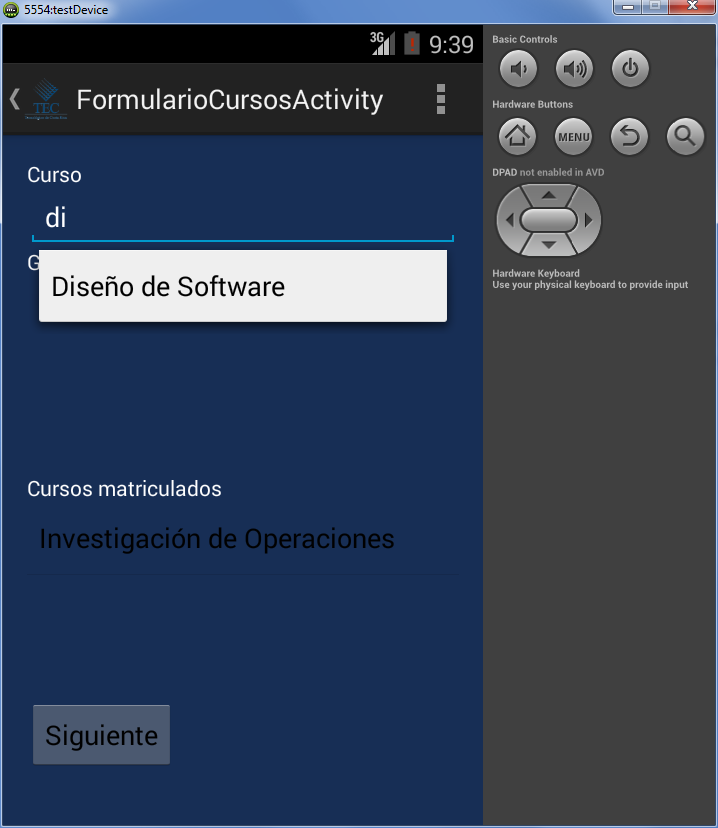 5554:testDevice
3G
9:39
TEC
FormularioCursosActivity
Curso
di
G
Diseño de Software
Cursos matriculados
Investigación de Operaciones
Siguiente
Basic Controls
Hardware Buttons
MENU
DPAD not enabled in AVD
Hardware Keyboard
Use your physical keyboard to provide input